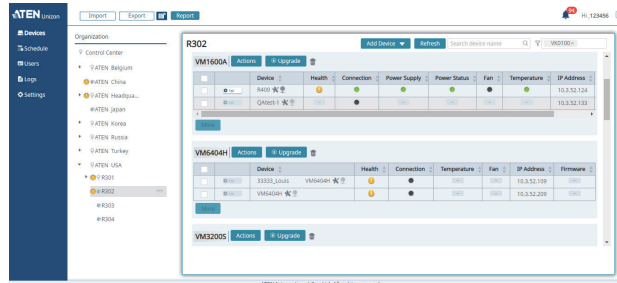 ATEN Unizon
Import Export Report
94 Hi ,123456
Devices
Schedule
Users
Logs
Settings
Organization
Control Center
ATEN Belgium
ATEN China
ATEN Headqua...
ATEN Japan
ATEN Korea
ATEN Russia
ATEN Turkey
ATEN USA
R301
R302 ...
R303
R304
R302 Add Device Refresh Search device name VK0100 ×
VM1600A Actions Upgrade
Device Health Connection Power Supply Power Status Fan Temperature IP Address
R409 10.3.52.124
QAtest-1 10.3.52.133
More
VM6404H Actions Upgrade
Device Health Connection Temperature Fan IP Address Firmware
33333_Louis VM6404H 10.3.52.109
VM6404H 10.3.52.209
More
VM3200S Actions Upgrade